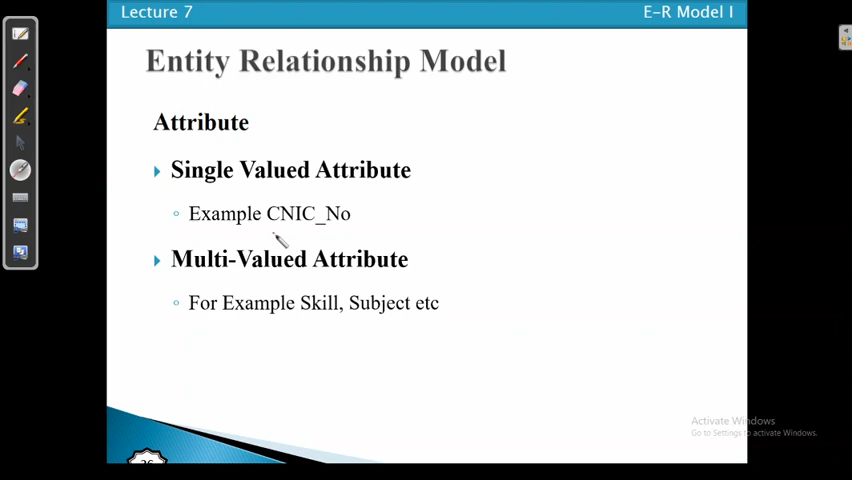 Lecture 7
E-R Model I
Entity Relationship Model
Attribute
Single Valued Attribute
Example CNIC_No
Multi-Valued Attribute
For Example Skill, Subject etc
Activate Windows
Go to Settings to activate Windows.